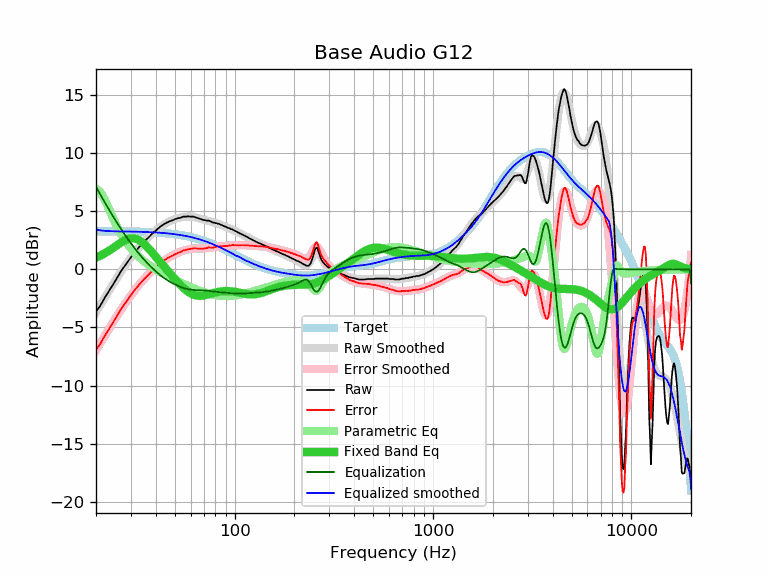 Base Audio G12
Amplitude (dBr)
15
10
5
0
−5
−10
−15
−20
Target
Raw Smoothed
Error Smoothed
Raw
Error
Parametric Eq
Fixed Band Eq
Equalization
Equalized smoothed
100
1000
10000
Frequency (Hz)